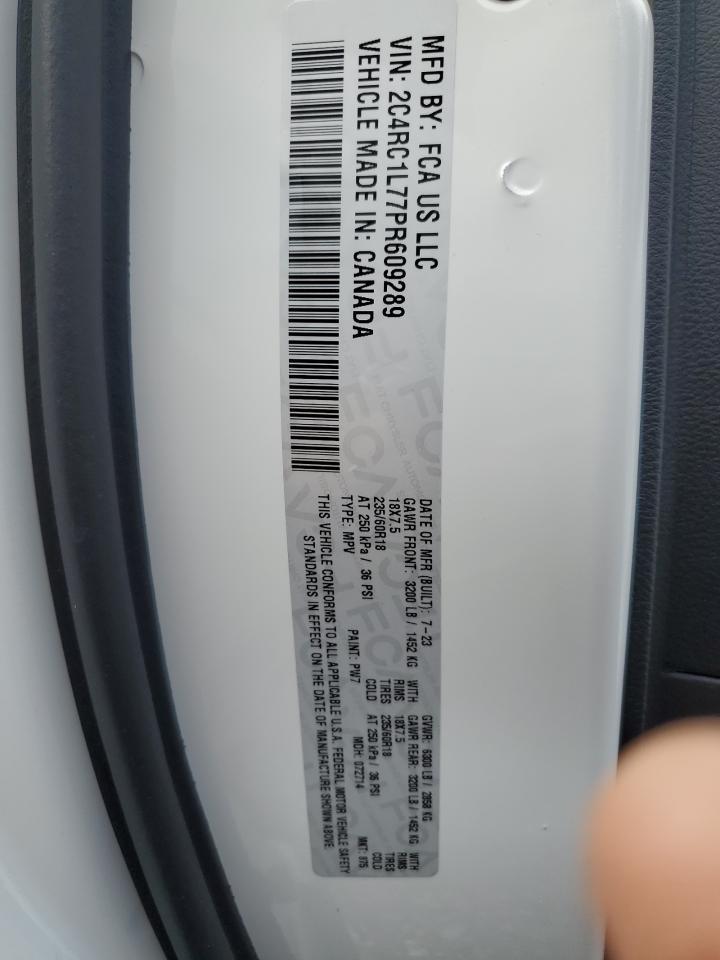 MFD BY: FCA US LLC
VIN: 2C4RC1L77PR609289
VEHICLE MADE IN: CANADA
DATE OF MFR (BUILT): 7-23 GVWR: 6300 LB / 2858 KG
GAWR FRONT: 3200 LB / 1452 KG WITH GAWR REAR: 3200 LB / 1452 KG WITH
18X7.5 RIMS 18X7.5 RIMS
235/60R18 TIRES 235/60R18 TIRES
AT 250 kPa / 36 PSI COLD AT 250 kPa / 36 PSI COLD
TYPE: MPV PAINT: PW7 MDH: 072714 MKT: 875
THIS VEHICLE CONFORMS TO ALL APPLICABLE U.S.A. FEDERAL MOTOR VEHICLE SAFETY
STANDARDS IN EFFECT ON THE DATE OF MANUFACTURE SHOWN ABOVE.